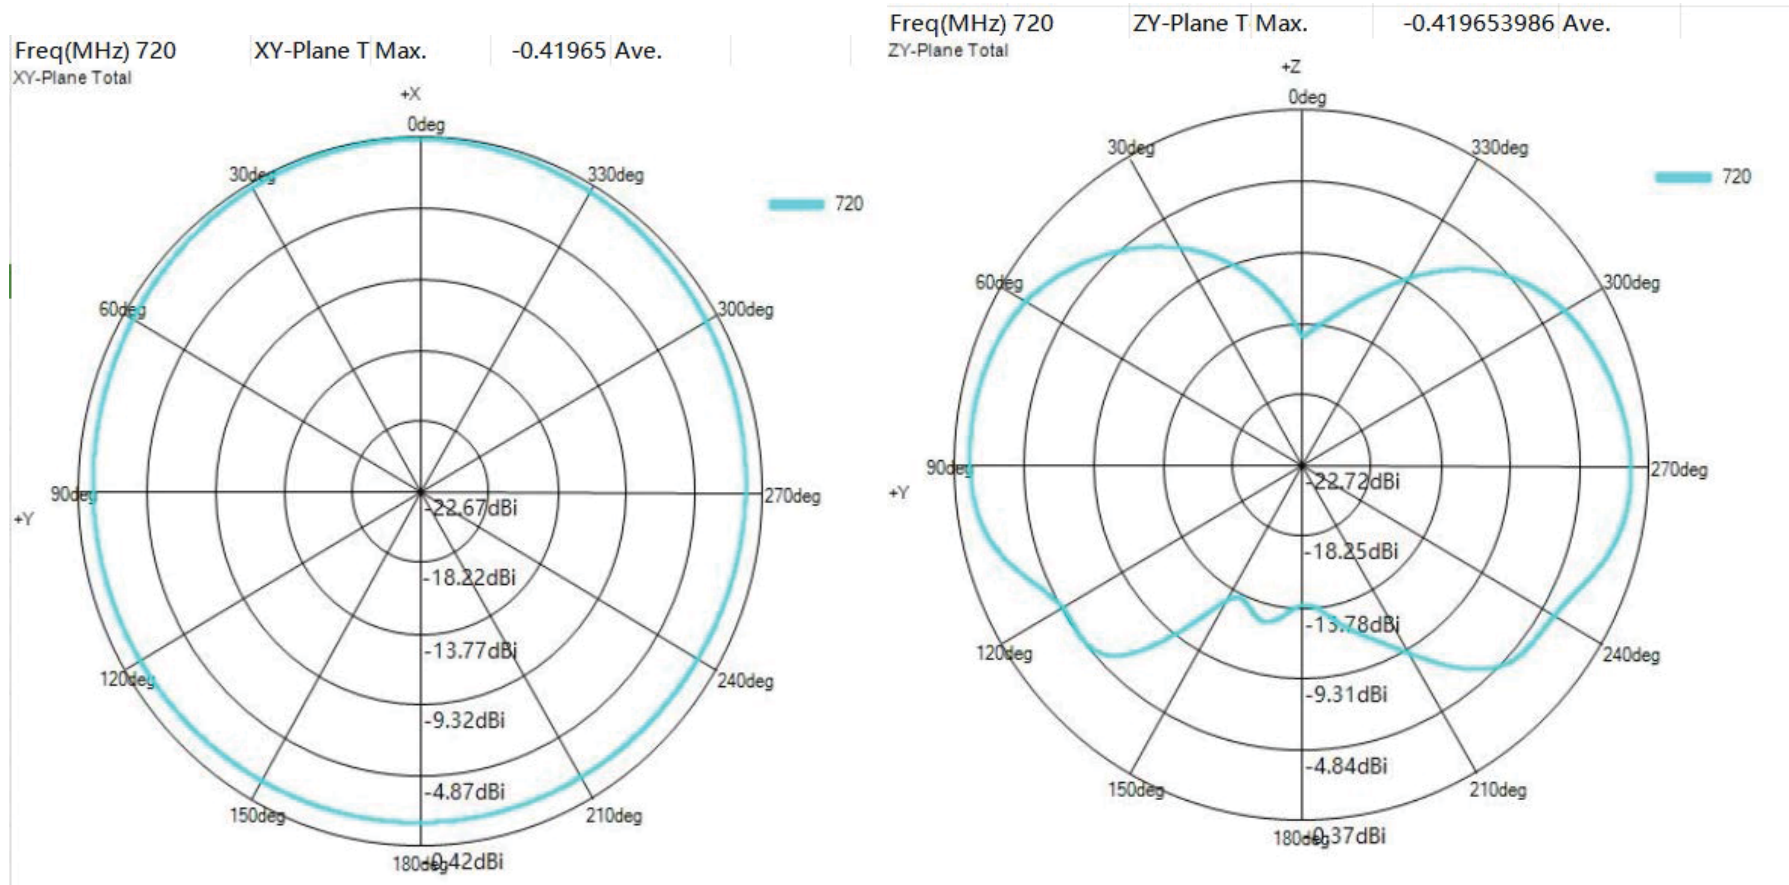 Freq(MHz) 720 XY-Plane T Max. -0.41965 Ave.
XY-Plane Total
+X
0deg
30deg 330deg
720
60deg 300deg
90deg 270deg
+Y
-22.67dBi
-18.22dBi
-13.77dBi
120deg 240deg
-9.32dBi
-4.87dBi
150deg 210deg
180deg -0.42dBi
Freq(MHz) 720 ZY-Plane T Max. -0.419653986 Ave.
ZY-Plane Total
+Z
0deg
30deg 330deg
720
60deg 300deg
90deg 270deg
+Y
-22.72dBi
-18.25dBi
-13.78dBi
120deg 240deg
-9.31dBi
-4.84dBi
150deg 210deg
180deg 0.37dBi